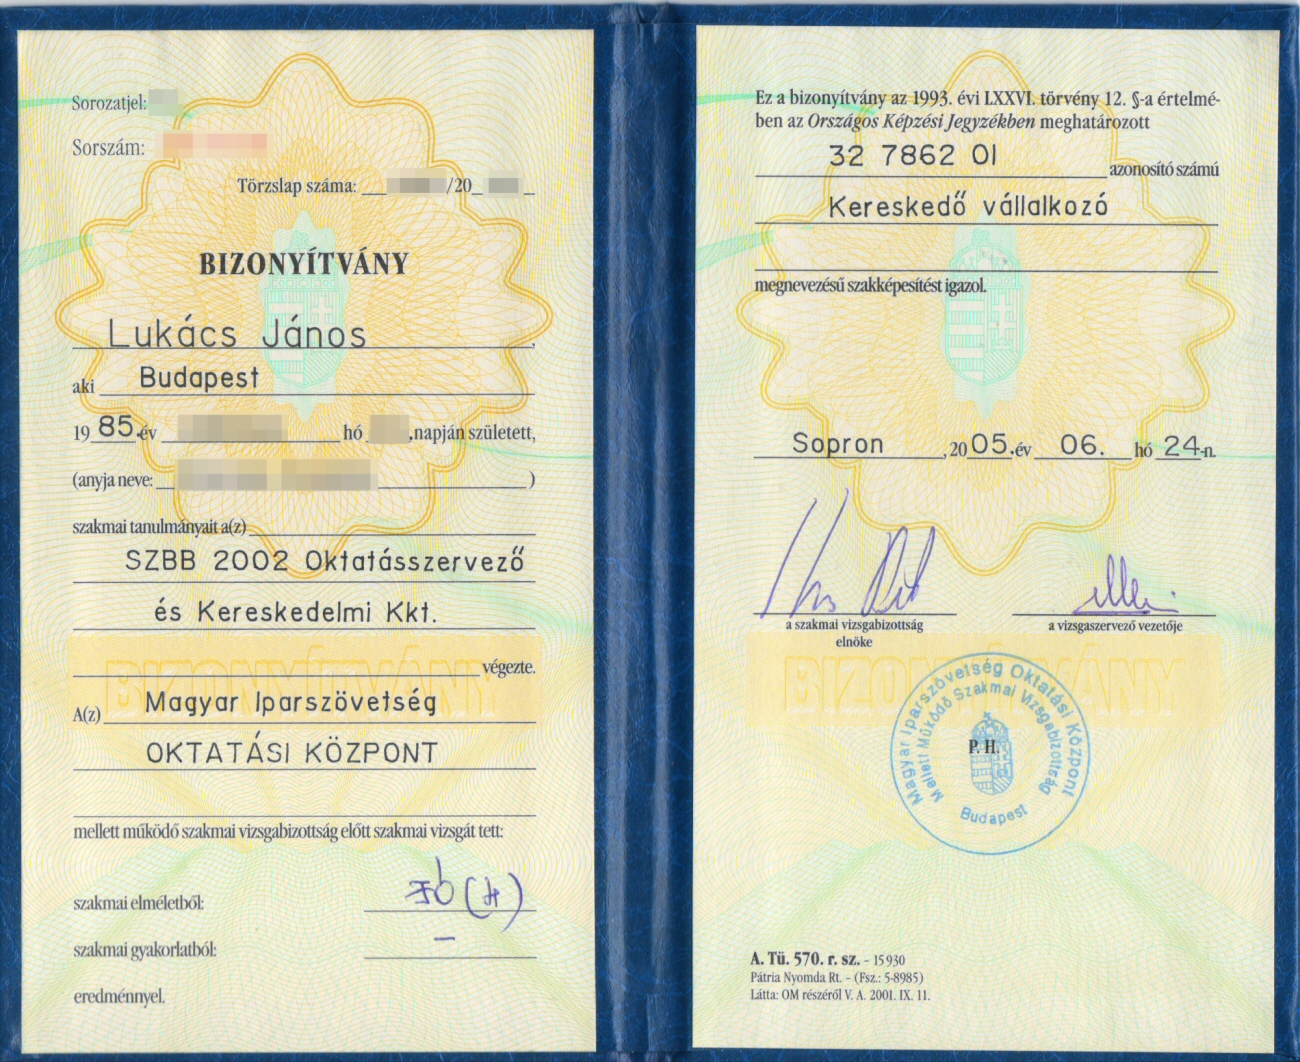 Sorozatjel:
Sorszám:
Törzslap száma: /20
BIZONYÍTVÁNY
Lukács János,
aki Budapest
1985.év hó ,napján született,
(anyja neve: )
szakmai tanulmányait a(z)
SZBB 2002 Oktatásszervező
és Kereskedelmi Kkt.
végezte.
BIZONYÍTVÁNY
A(z) Magyar Iparszövetség
OKTATÁSI KÖZPONT
mellett működő szakmai vizsgabizottság előtt szakmai vizsgát tett:
szakmai elméletből: Jó (4)
szakmai gyakorlatból: –
eredménnyel.
Ez a bizonyítvány az 1993. évi LXXVI. törvény 12. §-a értelmé-
ben az Országos Képzési Jegyzékben meghatározott
32 7862 01 azonosító számú
Kereskedő vállalkozó
megnevezésű szakképesítést igazol.
Sopron, 2005.év 06. hó 24-n.
a szakmai vizsgabizottság
elnöke
a vizsgaszervező vezetője
BIZONYÍTVÁNY
Magyar Iparszövetség Oktatási Központ
Mellett Működő Szakmai Vizsgabizottság
P. H.
Budapest
A. Tü. 570. r. sz. - 15930
Pátria Nyomda Rt. - (Fsz.: 5-8985)
Látta: OM részéről V. A. 2001. IX. 11.